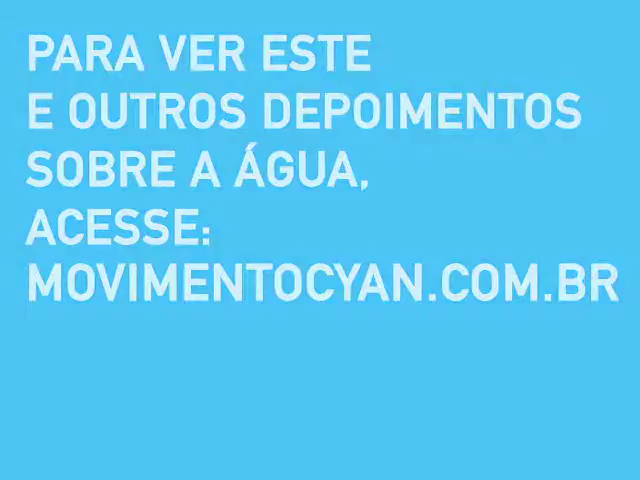 PARA VER ESTE
E OUTROS DEPOIMENTOS
SOBRE A ÁGUA,
ACESSE:
MOVIMENTOCYAN.COM.BR